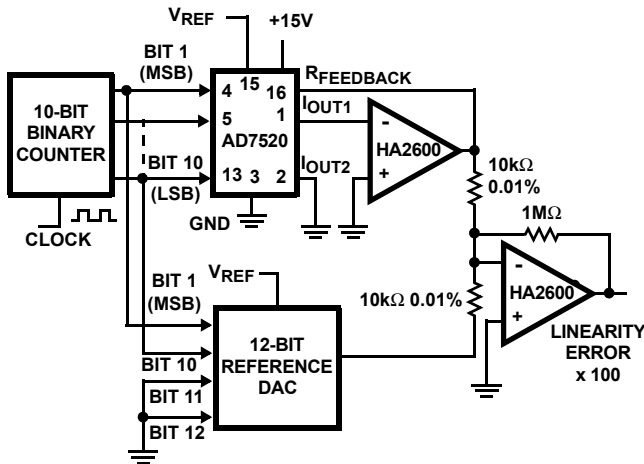 VREF
+15V
BIT 1
(MSB)
RFEEDBACK
4
15
16
IOUT1
10-BIT
BINARY
COUNTER
5
1
AD7520
-
HA2600
+
BIT 10
(LSB)
13
3
2
IOUT2
10kΩ
0.01%
GND
CLOCK
1MΩ
VREF
BIT 1
(MSB)
10kΩ 0.01%
-
HA2600
+
12-BIT
REFERENCE
DAC
LINEARITY
ERROR
x 100
BIT 10
BIT 11
BIT 12